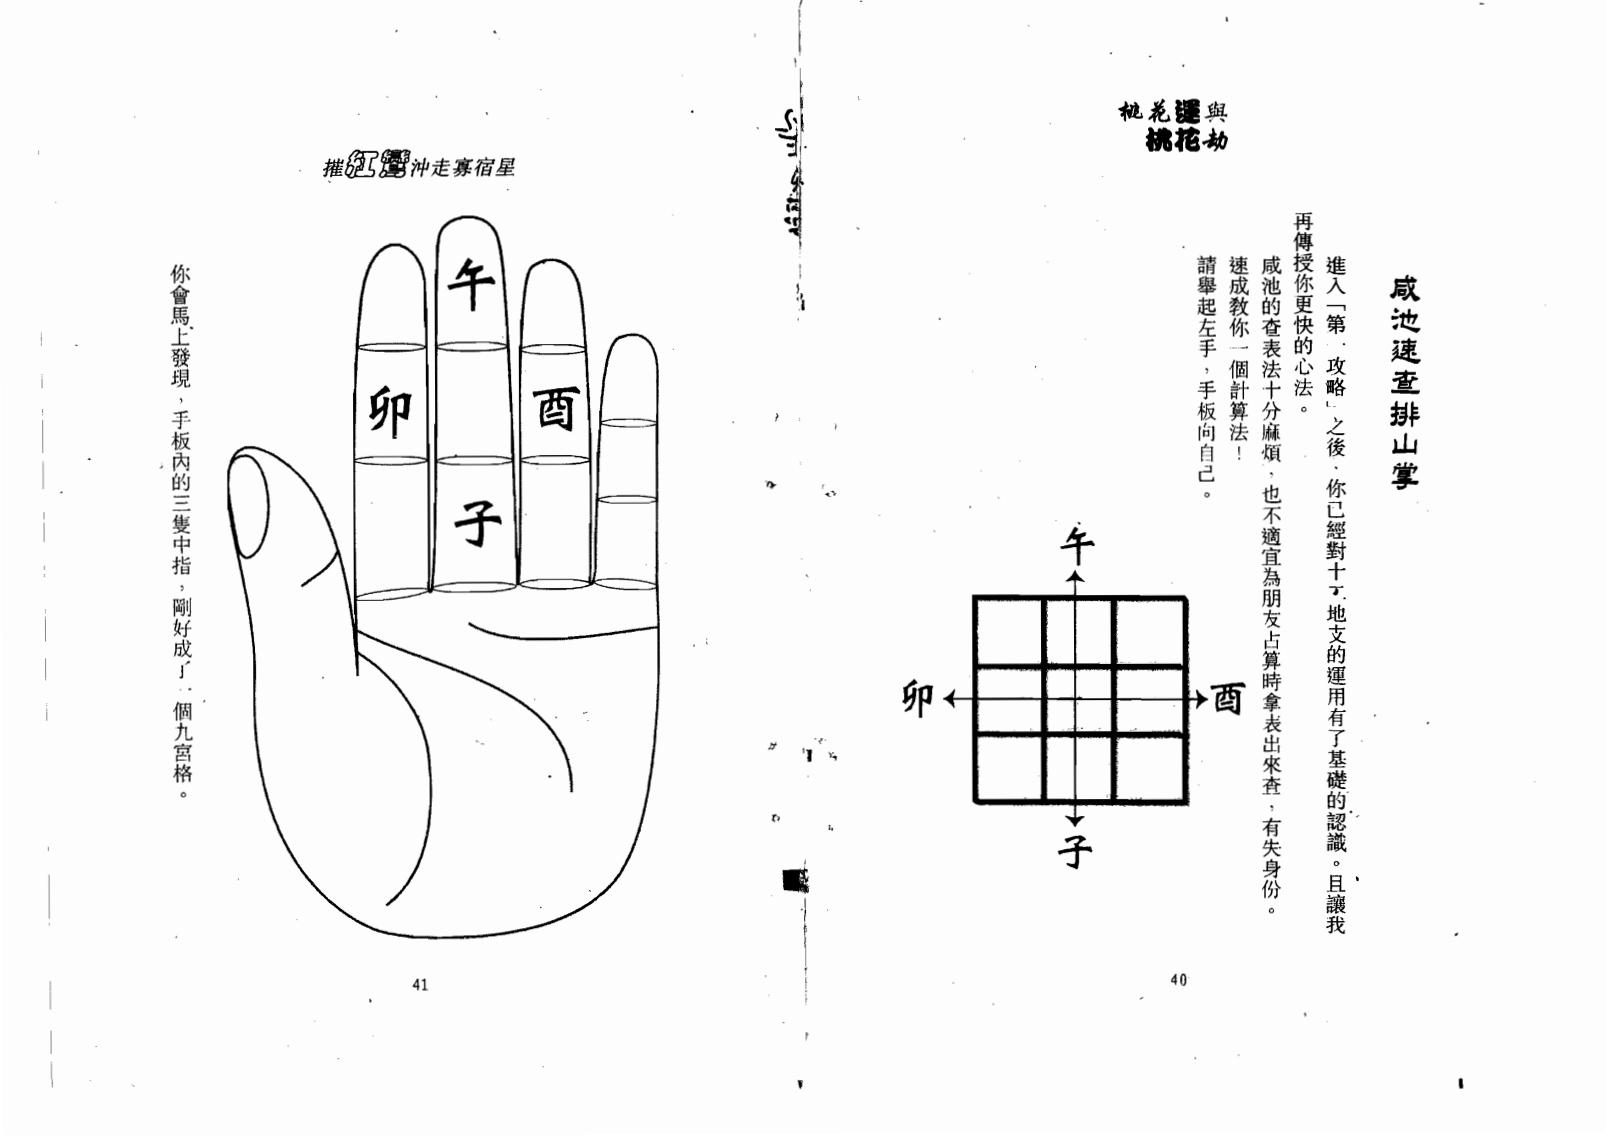 桃花運與
桃花劫
咸池速查排山掌
進入「第一攻略」之後，你已經對十二地支的運用有了基礎的認識。且讓我
再傳授你更快的心法。
咸池的查表法十分麻煩，也不適宜為朋友占算時拿表出來查，有失身份。
速成教你一個計算法！
請舉起左手，手板向自己。
午
卯
酉
子
40
摧紅鸞沖走寡宿星
午
卯
酉
子
你會馬上發現，手板內的三隻中指，剛好成了一個九宮格。
41